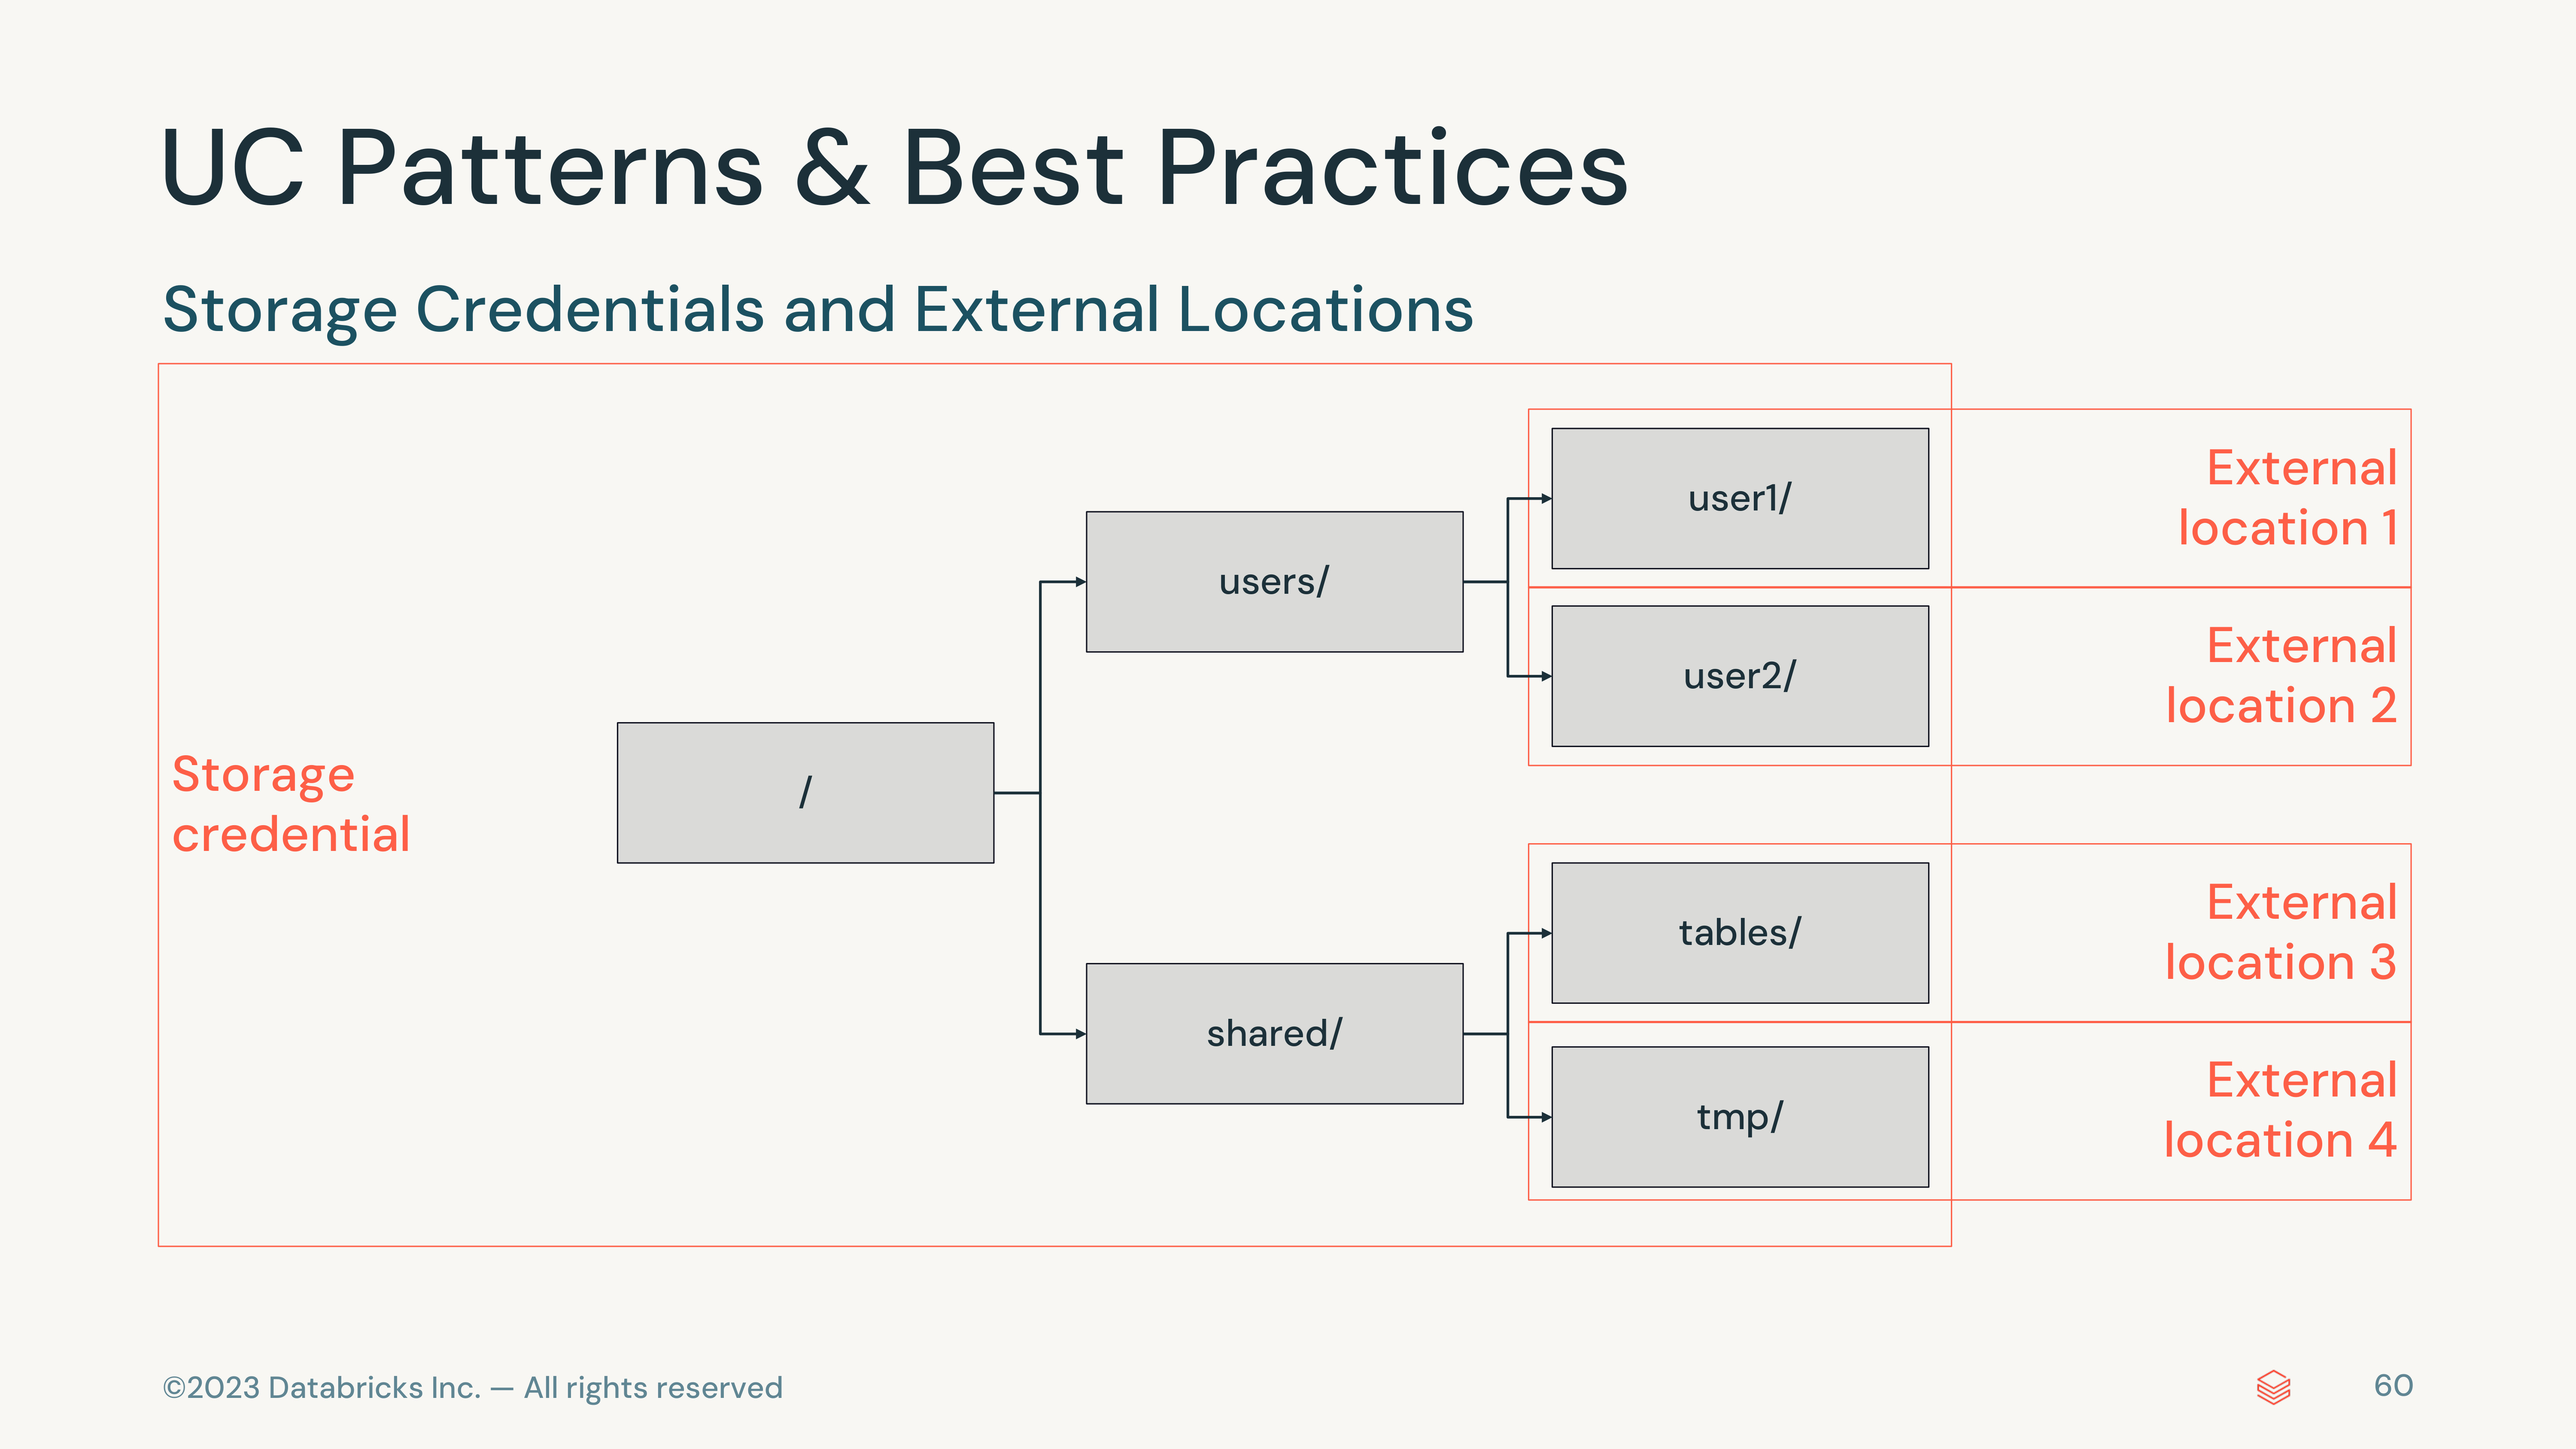 UC Patterns & Best Practices
Storage Credentials and External Locations
Storage
credential
/
users/
shared/
user1/
user2/
tables/
tmp/
External
location 1
External
location 2
External
location 3
External
location 4
©2023 Databricks Inc. — All rights reserved
60